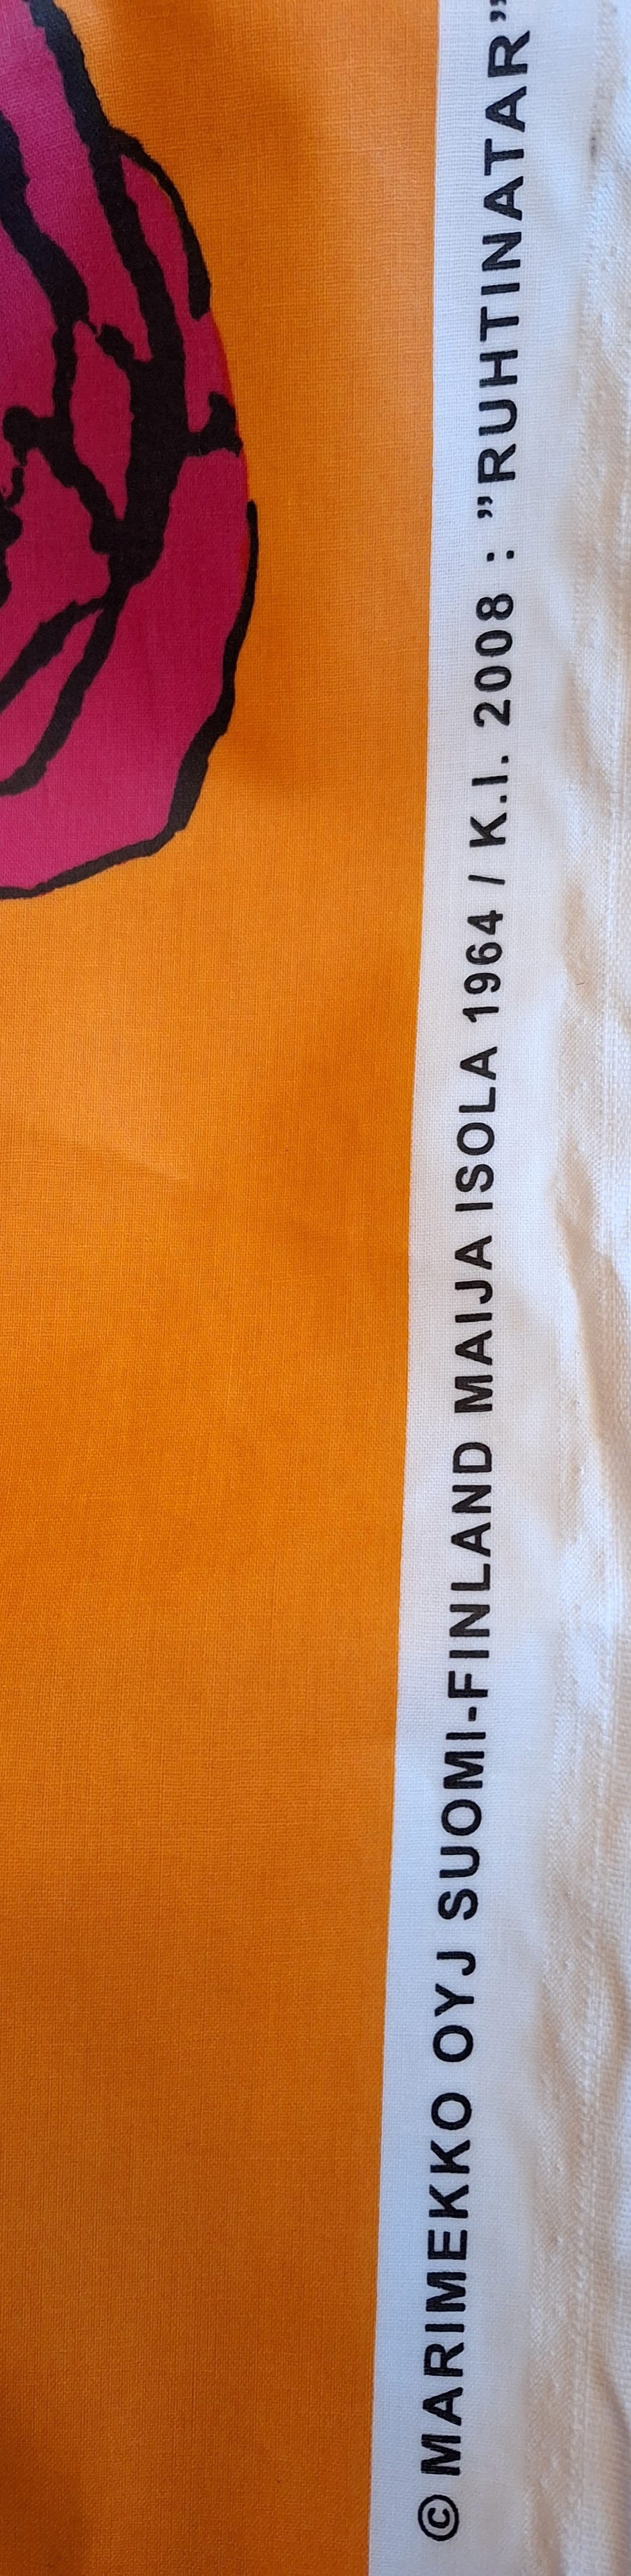 © MARIMEKKO OYJ SUOMI-FINLAND MAIJA ISOLA 1964 / K.I. 2008 : ”RUHTINATAR”